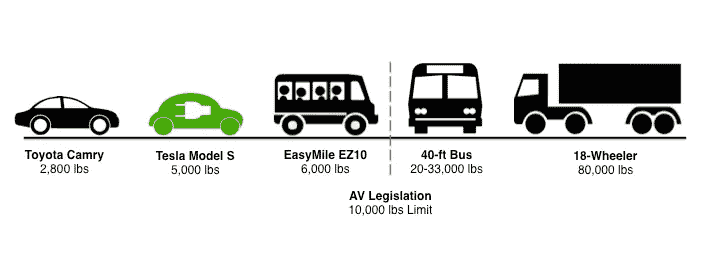 Toyota Camry
2,800 lbs
Tesla Model S
5,000 lbs
EasyMile EZ10
6,000 lbs
40-ft Bus
20-33,000 lbs
18-Wheeler
80,000 lbs
AV Legislation
10,000 lbs Limit